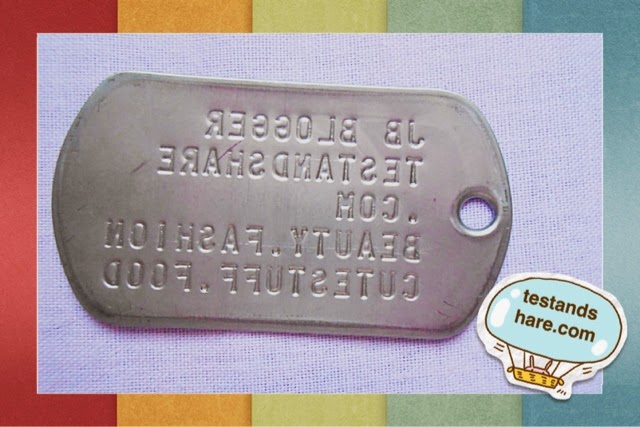 JB BLOGGER
TESTANDSHARE
.COM
BEAUTY.FASHION
CUTESTUFF.FOOD
testands
hare.com